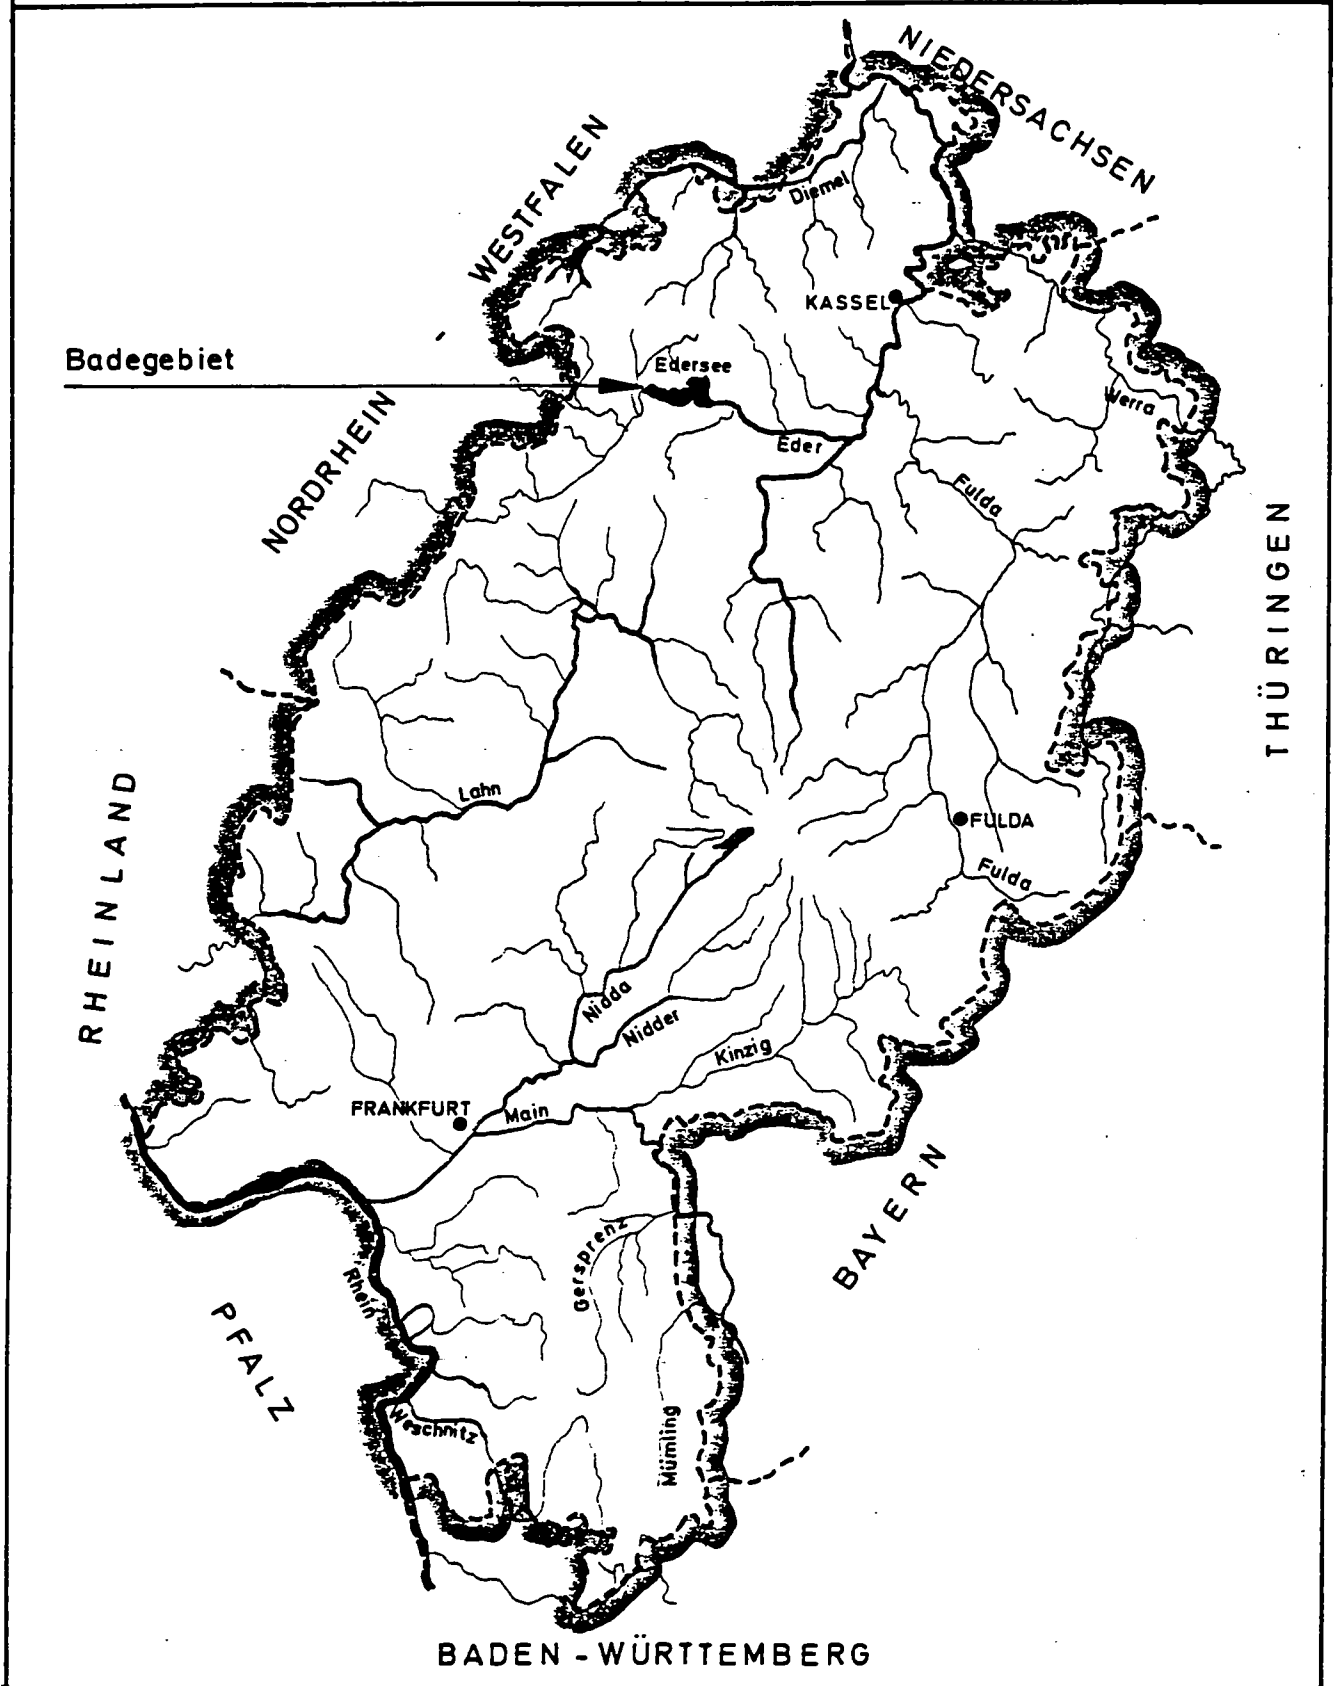 NIEDERSACHSEN
WESTFALEN
Diemel
KASSEL
Badegebiet
Edersee
Werra
NORDRHEIN
Eder
Fulda
THÜRINGEN
RHEINLAND
Lahn
FULDA
Fulda
Nidda
Nidder
Kinzig
FRANKFURT
Main
BAYERN
Gersprenz
Rhein
PFALZ
Weschnitz
Mümling
BADEN-WÜRTTEMBERG